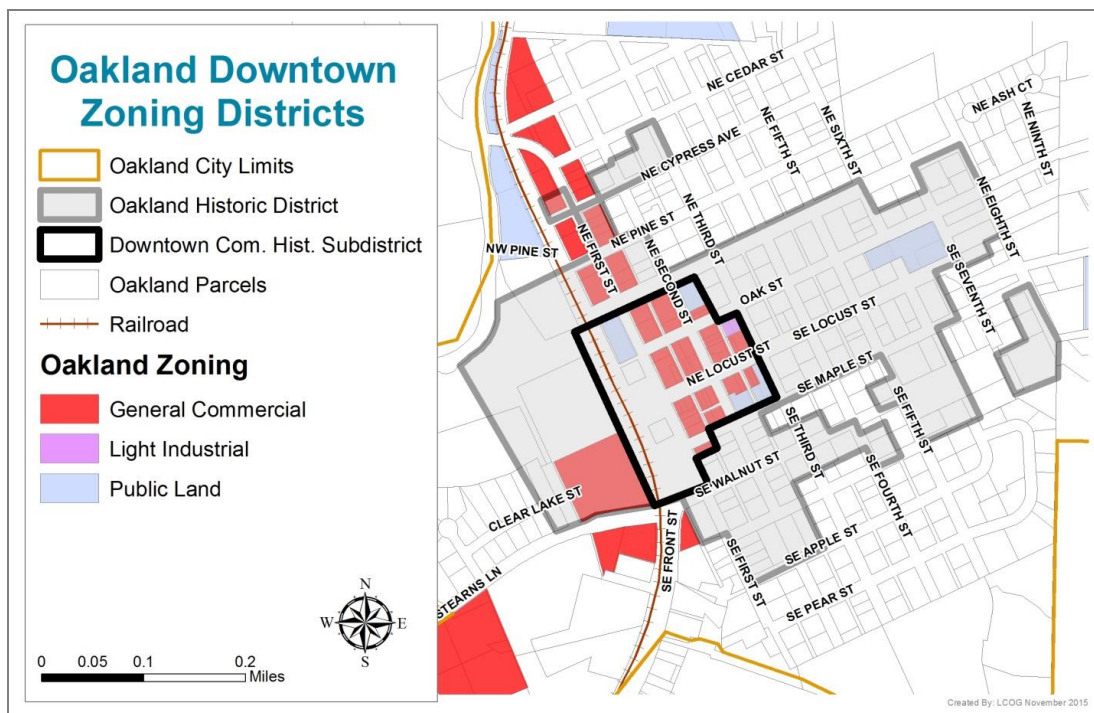 Oakland Downtown
Zoning Districts
Oakland City Limits
Oakland Historic District
Downtown Com. Hist. Subdistrict
Oakland Parcels
Railroad
Oakland Zoning
General Commercial
Light Industrial
Public Land
N
W E
S
0 0.05 0.1 0.2
Miles
NE CEDAR ST
NE ASH CT
NE NINTH ST
NE SIXTH ST
NE FIFTH ST
NE CYPRESS AVE
NE EIGHTH ST
NE THIRD ST
NE PINE ST
NW PINE ST
NE FIRST ST
NE SECOND ST
OAK ST
SE SEVENTH ST
SE LOCUST ST
NE LOCUST ST
SE MAPLE ST
SE FIFTH ST
SE THIRD ST
SE WALNUT ST
SE FOURTH ST
CLEAR LAKE ST
SE FRONT ST
SE APPLE ST
STEARNS LN
SE FIRST ST
SE PEAR ST
Created By: LCOG November 2015